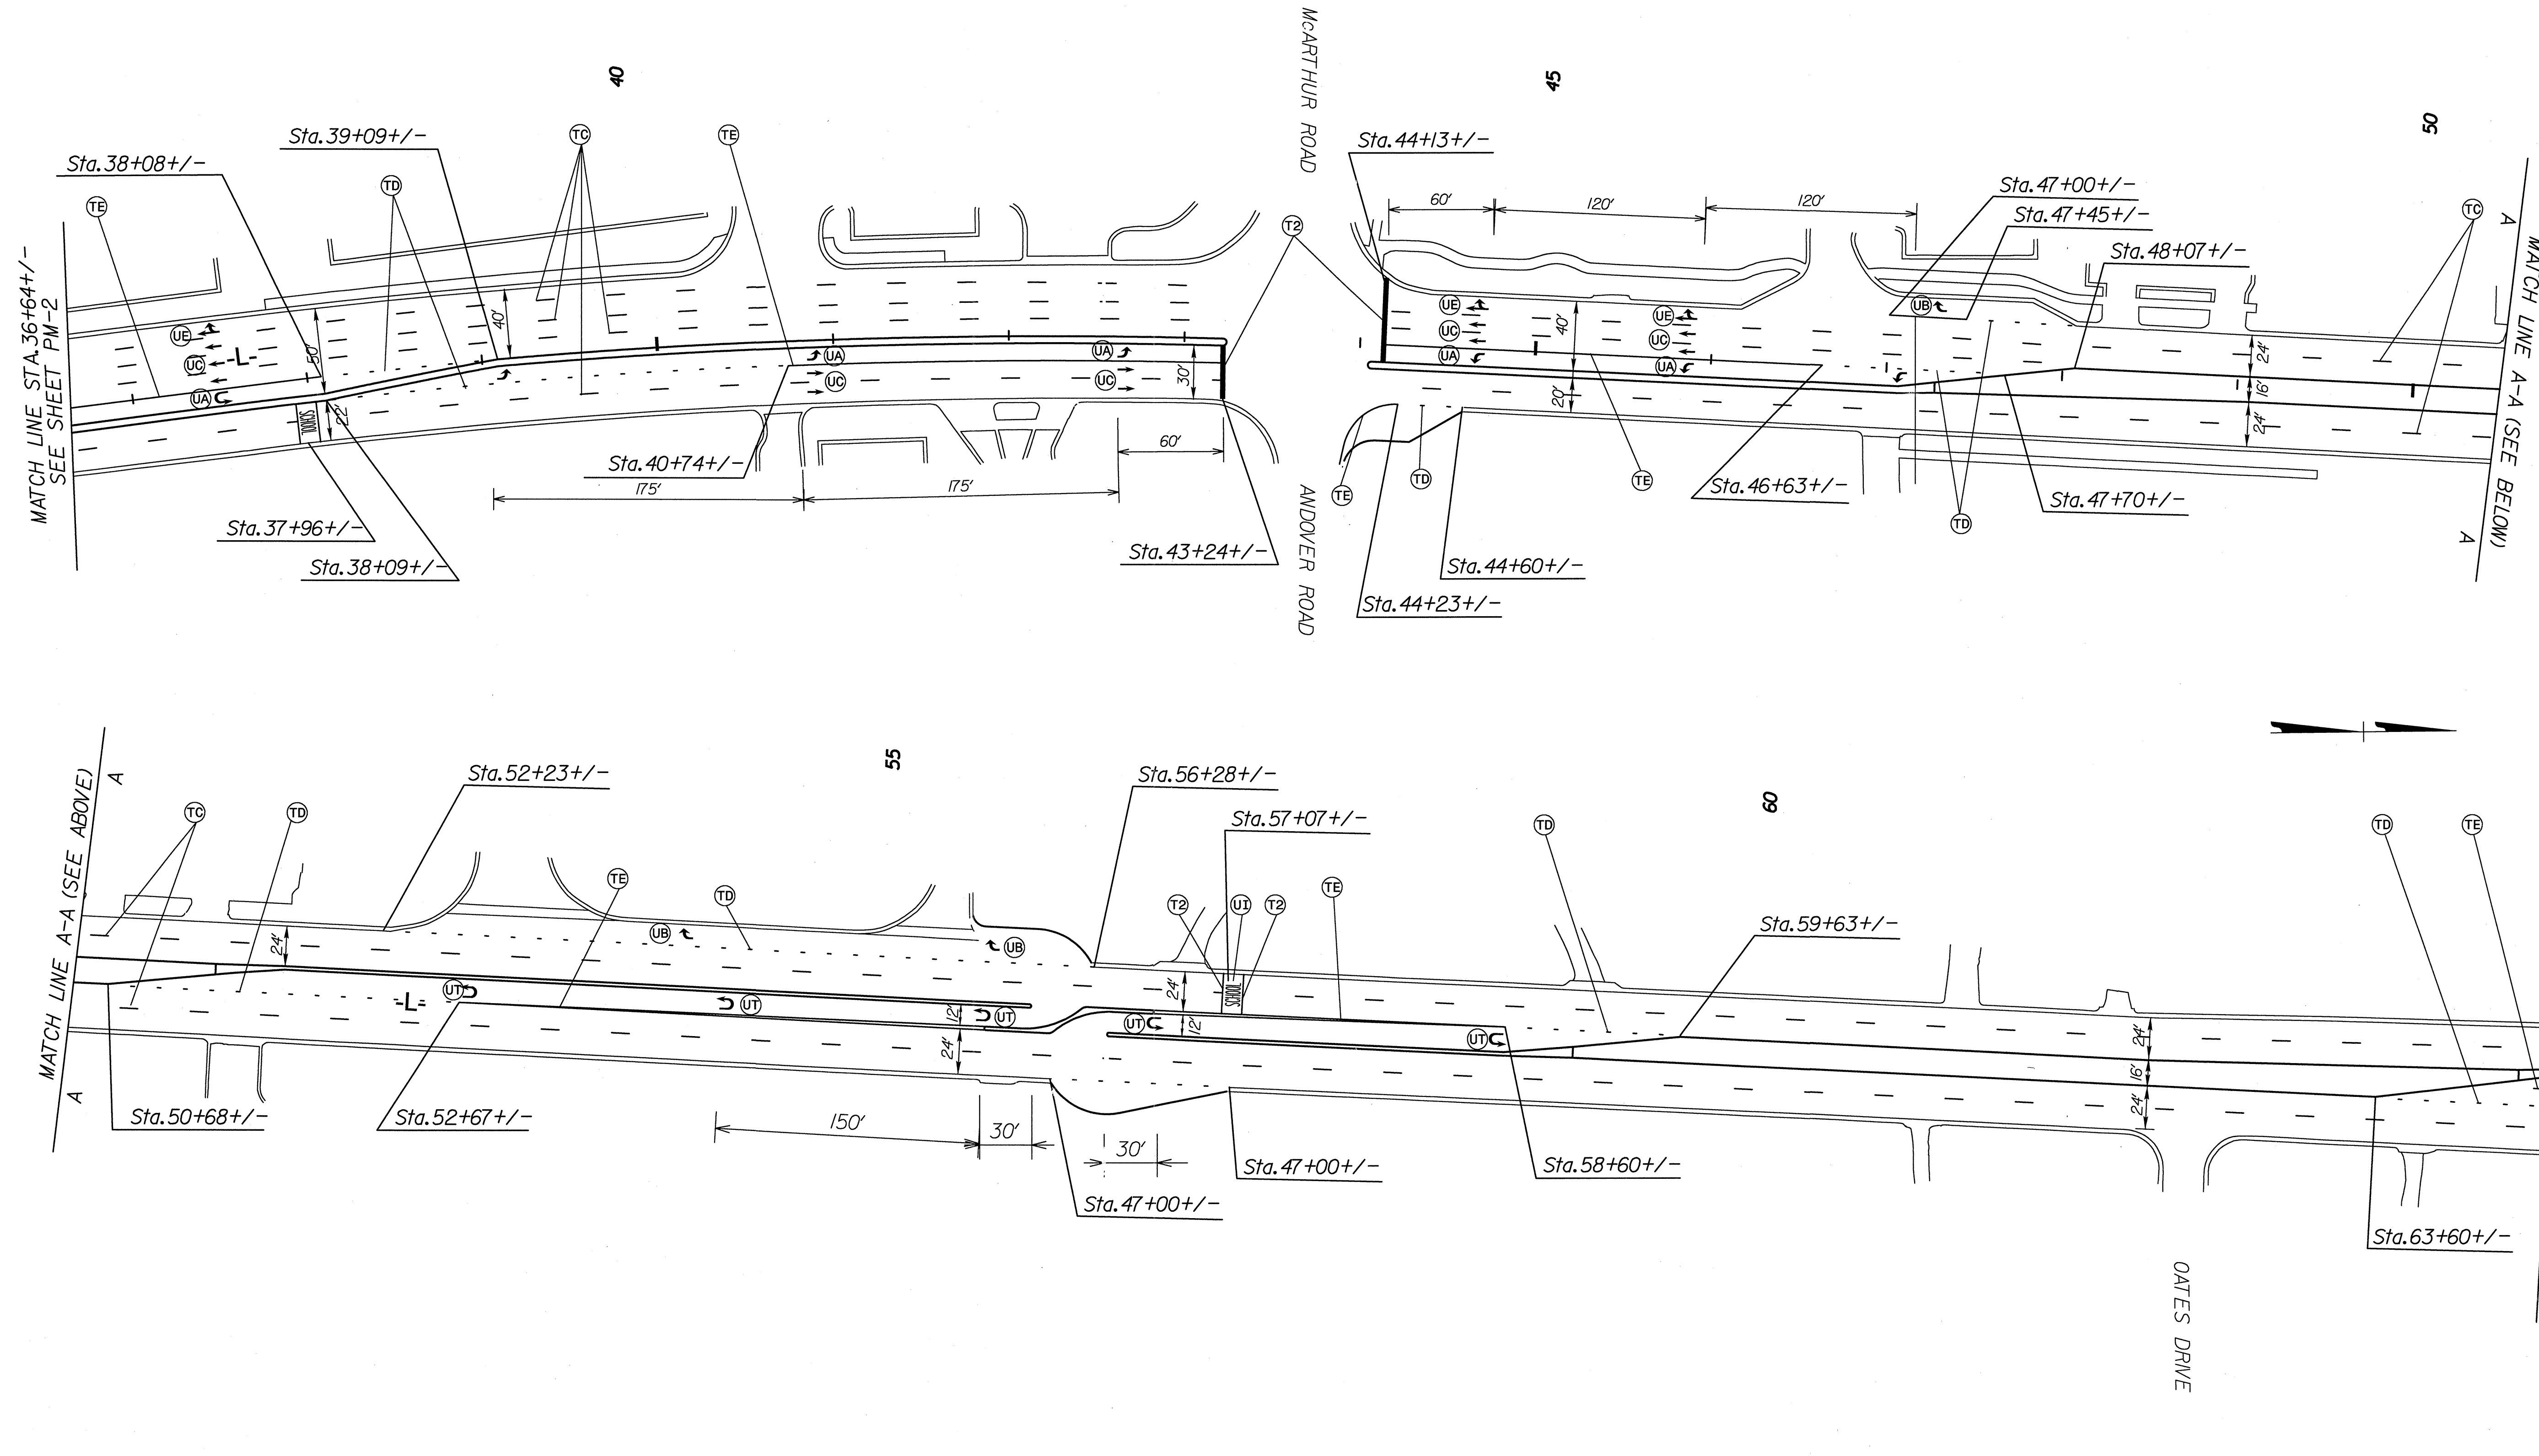 McARTHUR ROAD
40
45
50
Sta.38+08+/-
Sta.39+09+/-
TC
TE
Sta.44+13+/-
TE
TD
T2
60'
120'
120'
Sta.47+00+/-
Sta.47+45+/-
Sta.48+07+/-
TC
A
MATCH LINE STA.36+64+/-
SEE SHEET PM-2
UE
UC
-L-
50'
UA
22'
SCHOOL
40'
UA
UA
UC
UC
30'
UE
UE
UC
UC
UA
UA
40'
20'
UB
24'
16'
24'
MATCH LINE A-A (SEE BELOW)
A
Sta.40+74+/-
175'
175'
60'
Sta.37+96+/-
Sta.38+09+/-
Sta.43+24+/-
ANDOVER ROAD
TE
TD
TE
Sta.46+63+/-
TD
Sta.47+70+/-
Sta.44+60+/-
Sta.44+23+/-
MATCH LINE A-A (SEE ABOVE)
A
A
55
60
Sta.52+23+/-
Sta.56+28+/-
Sta.57+07+/-
TC
TD
TE
TD
T2
UI
T2
TE
TD
TD
TE
Sta.59+63+/-
24'
UB
UB
-L-
UT
UT
UT
12'
24'
24'
SCHOOL
UT
12'
UT
24'
16'
24'
Sta.50+68+/-
Sta.52+67+/-
150'
30'
30'
Sta.47+00+/-
Sta.47+00+/-
Sta.58+60+/-
Sta.63+60+/-
OATES DRIVE